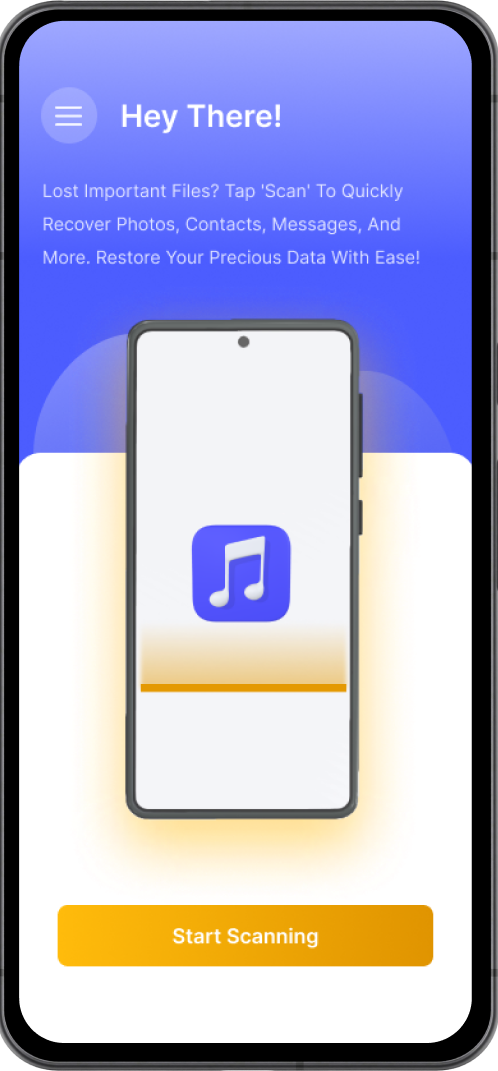 Hey There!
Lost Important Files? Tap 'Scan' To Quickly
Recover Photos, Contacts, Messages, And
More. Restore Your Precious Data With Ease!
Start Scanning